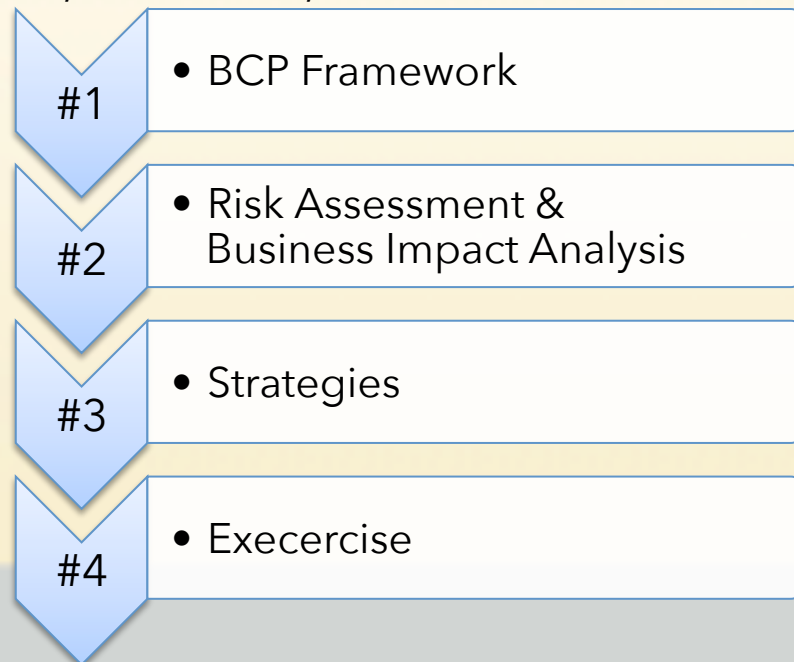 #1
• BCP Framework
#2
• Risk Assessment &
Business Impact Analysis
#3
• Strategies
#4
• Execercise